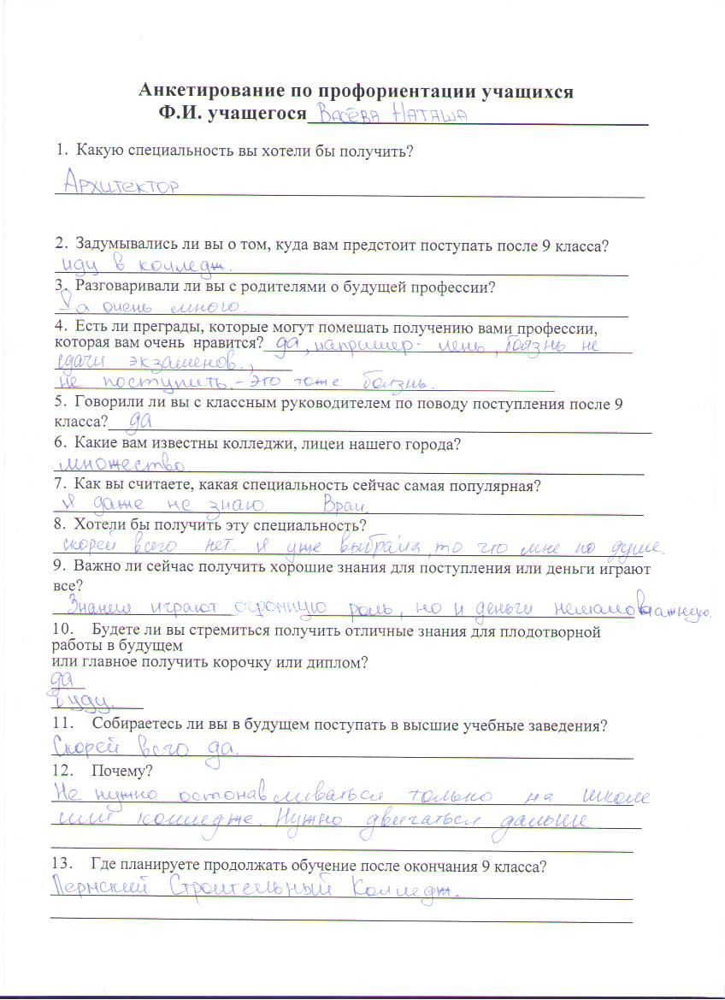 Анкетирование по профориентации учащихся
Ф.И. учащегося Васёва Наташа
1. Какую специальность вы хотели бы получить?
Архитектор
2. Задумывались ли вы о том, куда вам предстоит поступать после 9 класса?
иду в колледж.
3. Разговаривали ли вы с родителями о будущей профессии?
Да очень много.
4. Есть ли преграды, которые могут помешать получению вами профессии,
которая вам очень нравится? да, например: лень, боязнь не
сдачи экзаменов.,
не поступить - это тоже боязнь.
5. Говорили ли вы с классным руководителем по поводу поступления после 9
класса? да
6. Какие вам известны колледжи, лицеи нашего города?
множество.
7. Как вы считаете, какая специальность сейчас самая популярная?
Я даже не знаю. Врач.
8. Хотели бы получить эту специальность?
скорей всего нет. Я уже выбрала, то что мне по душе.
9. Важно ли сейчас получить хорошие знания для поступления или деньги играют
все?
Знания играют огромную роль, но и деньги немаловажную.
10. Будете ли вы стремиться получить отличные знания для плодотворной
работы в будущем
или главное получить корочку или диплом?
да
буду.
11. Собираетесь ли вы в будущем поступать в высшие учебные заведения?
Скорей всего да.
12. Почему?
Не нужно остонавливаться только на школе
или колледже. Нужно двигаться дальше
13. Где планируете продолжать обучение после окончания 9 класса?
Пермский Строительный Колледж.